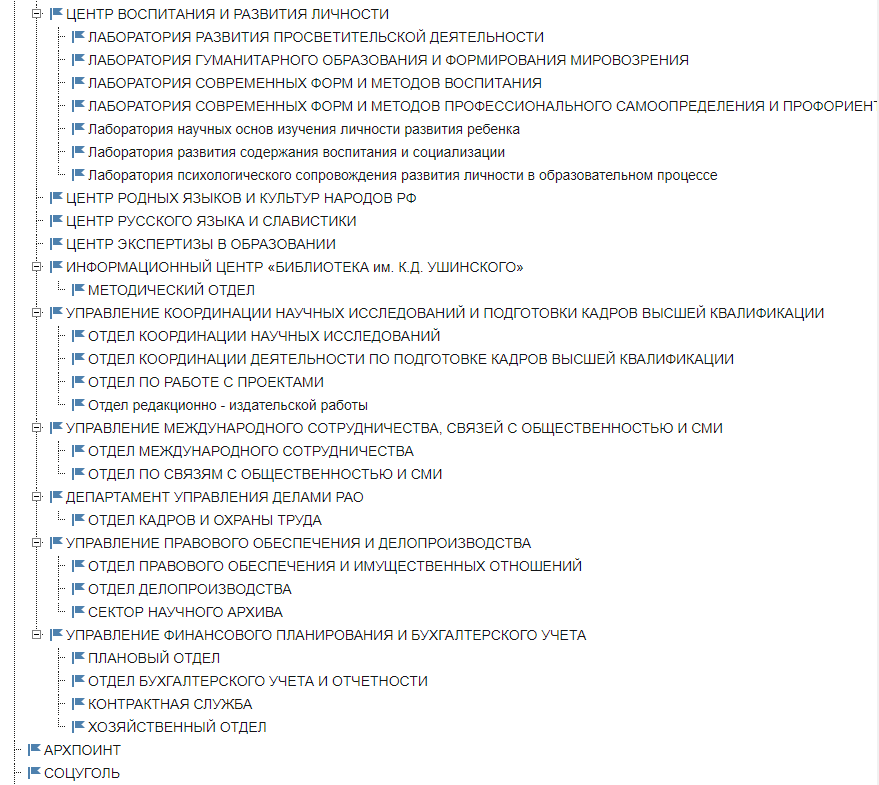 ЦЕНТР ВОСПИТАНИЯ И РАЗВИТИЯ ЛИЧНОСТИ
ЛАБОРАТОРИЯ РАЗВИТИЯ ПРОСВЕТИТЕЛЬСКОЙ ДЕЯТЕЛЬНОСТИ
ЛАБОРАТОРИЯ ГУМАНИТАРНОГО ОБРАЗОВАНИЯ И ФОРМИРОВАНИЯ МИРОВОЗРЕНИЯ
ЛАБОРАТОРИЯ СОВРЕМЕННЫХ ФОРМ И МЕТОДОВ ВОСПИТАНИЯ
ЛАБОРАТОРИЯ СОВРЕМЕННЫХ ФОРМ И МЕТОДОВ ПРОФЕССИОНАЛЬНОГО САМООПРЕДЕЛЕНИЯ И ПРОФОРИЕНТ
Лаборатория научных основ изучения личности развития ребенка
Лаборатория развития содержания воспитания и социализации
Лаборатория психологического сопровождения развития личности в образовательном процессе
ЦЕНТР РОДНЫХ ЯЗЫКОВ И КУЛЬТУР НАРОДОВ РФ
ЦЕНТР РУССКОГО ЯЗЫКА И СЛАВИСТИКИ
ЦЕНТР ЭКСПЕРТИЗЫ В ОБРАЗОВАНИИ
ИНФОРМАЦИОННЫЙ ЦЕНТР «БИБЛИОТЕКА им. К.Д. УШИНСКОГО»
МЕТОДИЧЕСКИЙ ОТДЕЛ
УПРАВЛЕНИЕ КООРДИНАЦИИ НАУЧНЫХ ИССЛЕДОВАНИЙ И ПОДГОТОВКИ КАДРОВ ВЫСШЕЙ КВАЛИФИКАЦИИ
ОТДЕЛ КООРДИНАЦИИ НАУЧНЫХ ИССЛЕДОВАНИЙ
ОТДЕЛ КООРДИНАЦИИ ДЕЯТЕЛЬНОСТИ ПО ПОДГОТОВКЕ КАДРОВ ВЫСШЕЙ КВАЛИФИКАЦИИ
ОТДЕЛ ПО РАБОТЕ С ПРОЕКТАМИ
Отдел редакционно - издательской работы
УПРАВЛЕНИЕ МЕЖДУНАРОДНОГО СОТРУДНИЧЕСТВА, СВЯЗЕЙ С ОБЩЕСТВЕННОСТЬЮ И СМИ
ОТДЕЛ МЕЖДУНАРОДНОГО СОТРУДНИЧЕСТВА
ОТДЕЛ ПО СВЯЗЯМ С ОБЩЕСТВЕННОСТЬЮ И СМИ
ДЕПАРТАМЕНТ УПРАВЛЕНИЯ ДЕЛАМИ РАО
ОТДЕЛ КАДРОВ И ОХРАНЫ ТРУДА
УПРАВЛЕНИЕ ПРАВОВОГО ОБЕСПЕЧЕНИЯ И ДЕЛОПРОИЗВОДСТВА
ОТДЕЛ ПРАВОВОГО ОБЕСПЕЧЕНИЯ И ИМУЩЕСТВЕННЫХ ОТНОШЕНИЙ
ОТДЕЛ ДЕЛОПРОИЗВОДСТВА
СЕКТОР НАУЧНОГО АРХИВА
УПРАВЛЕНИЕ ФИНАНСОВОГО ПЛАНИРОВАНИЯ И БУХГАЛТЕРСКОГО УЧЕТА
ПЛАНОВЫЙ ОТДЕЛ
ОТДЕЛ БУХГАЛТЕРСКОГО УЧЕТА И ОТЧЕТНОСТИ
КОНТРАКТНАЯ СЛУЖБА
ХОЗЯЙСТВЕННЫЙ ОТДЕЛ
АРХПОИНТ
СОЦУГОЛЬ